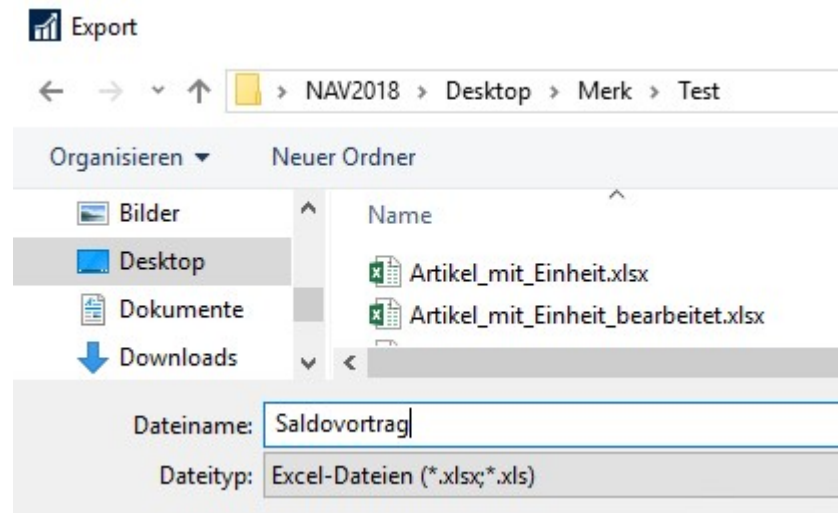 Export
NAV2018 > Desktop > Merk > Test
Organisieren Neuer Ordner
Bilder
Desktop
Dokumente
Downloads
Name
Artikel_mit_Einheit.xlsx
Artikel_mit_Einheit_bearbeitet.xlsx
Dateiname: Saldovortrag
Dateityp: Excel-Dateien (*.xlsx;*.xls)